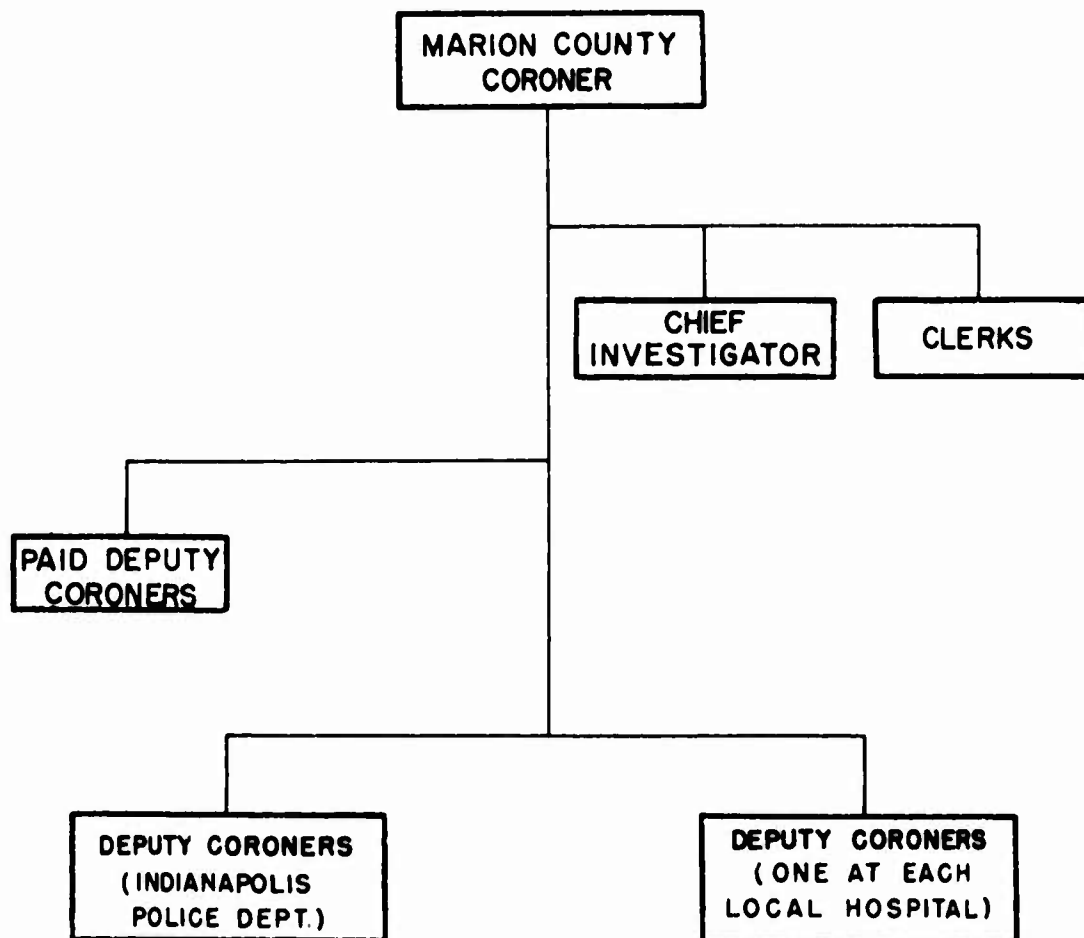 MARION COUNTY
CORONER
CHIEF
INVESTIGATOR
CLERKS
PAID DEPUTY
CORONERS
DEPUTY CORONERS
(INDIANAPOLIS
POLICE DEPT.)
DEPUTY CORONERS
(ONE AT EACH
LOCAL HOSPITAL)